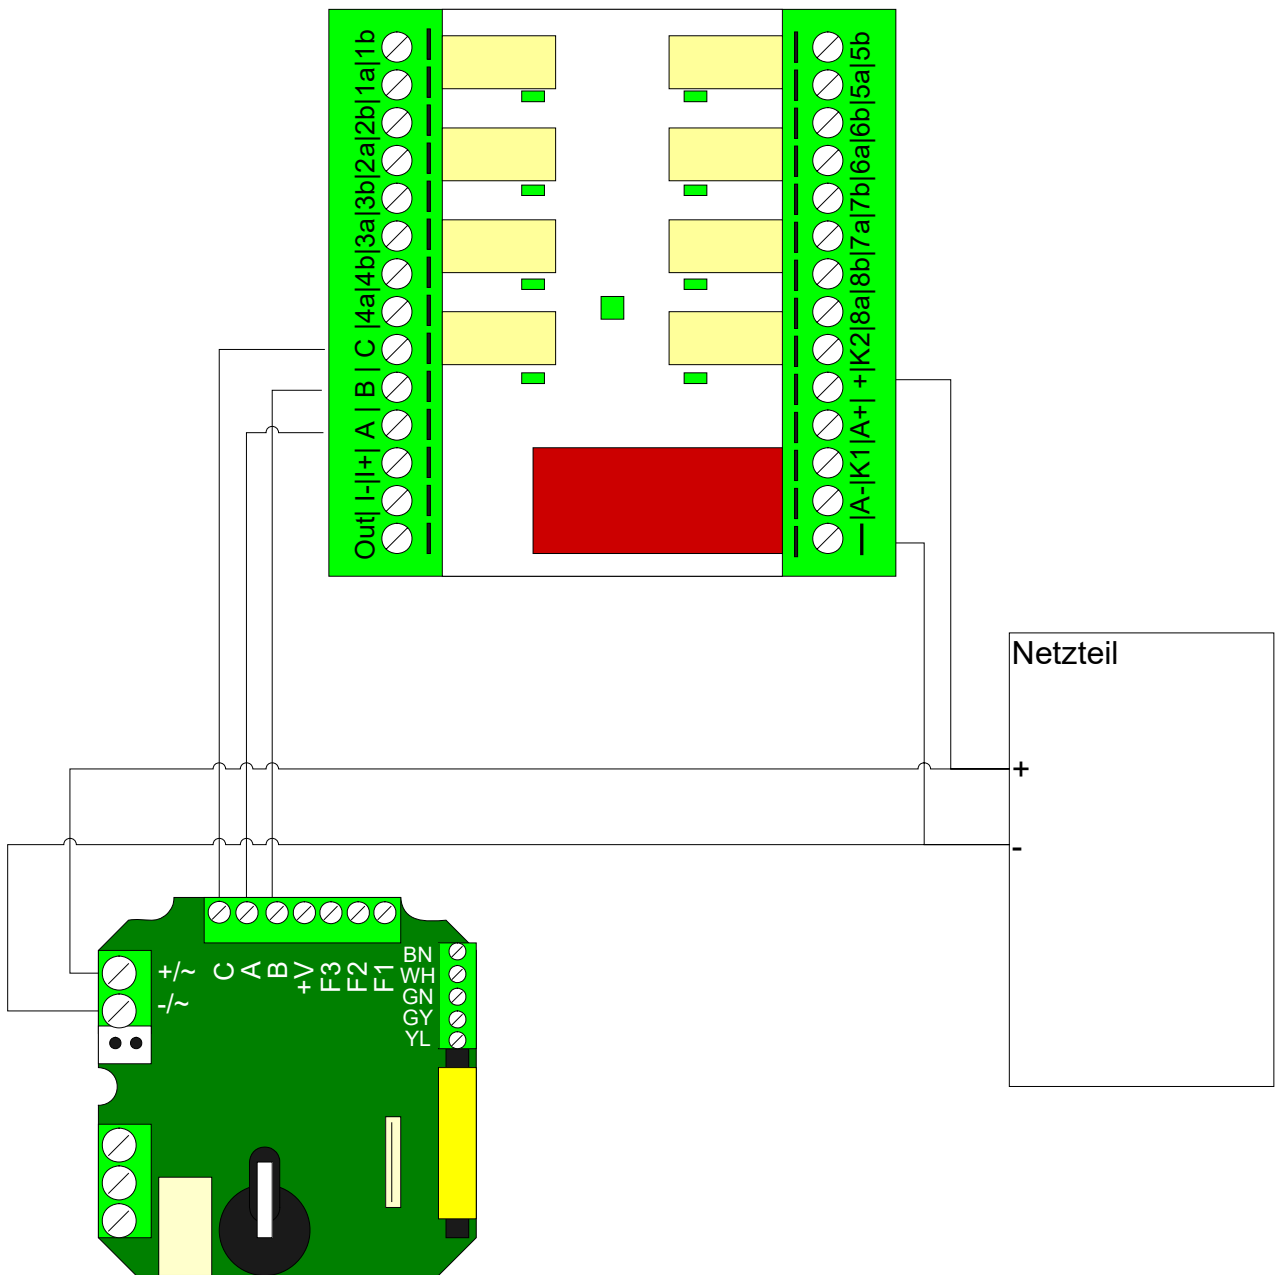 Out| I-|I+| A | B | C |4a|4b|3a|3b|2a|2b|1a|1b
—|A-|K1|A+| +|K2|8a|8b|7a|7b|6a|6b|5a|5b
Netzteil
+
-
+/~
-/~
C
A
B
+V
F3
F2
F1
BN
WH
GN
GY
YL